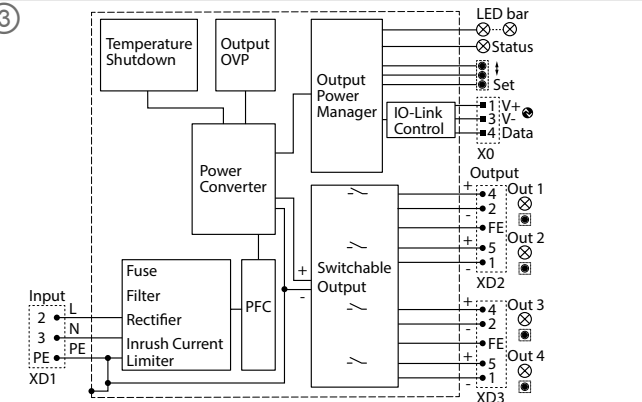 3
Temperature
Shutdown
Output
OVP
Output
Power
Manager
IO-Link
Control
LED bar
Status
Set
1 V+
3 V-
4 Data
X0
Power
Converter
Fuse
Filter
Rectifier
Inrush Current
Limiter
PFC
+
-
Switchable
Output
Input
2 L
3 N
PE PE
XD1
Output
+ 4 Out 1
- 2
FE
+ 5 Out 2
- 1
XD2
+ 4 Out 3
- 2
FE
+ 5 Out 4
- 1
XD3